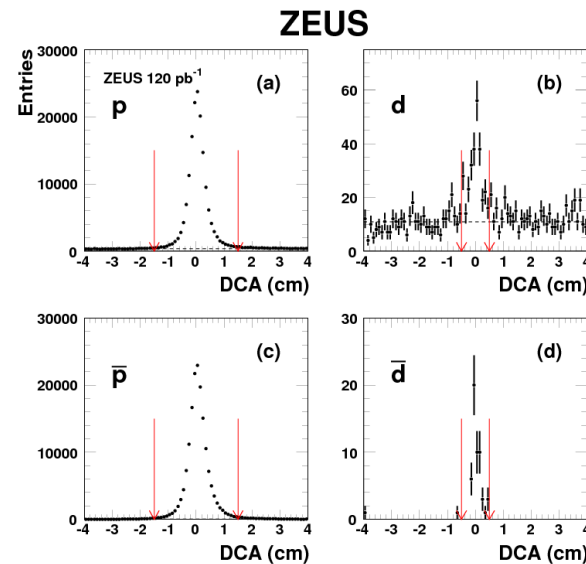 ZEUS
Entries
30000
20000
10000
0
ZEUS 120 pb⁻¹
(a)
p
-4 -3 -2 -1 0 1 2 3 4
DCA (cm)
60
40
20
0
(b)
d
-4 -3 -2 -1 0 1 2 3 4
DCA (cm)
30000
20000
10000
0
(c)
p̅
-4 -3 -2 -1 0 1 2 3 4
DCA (cm)
30
20
10
0
(d)
d̅
-4 -3 -2 -1 0 1 2 3 4
DCA (cm)